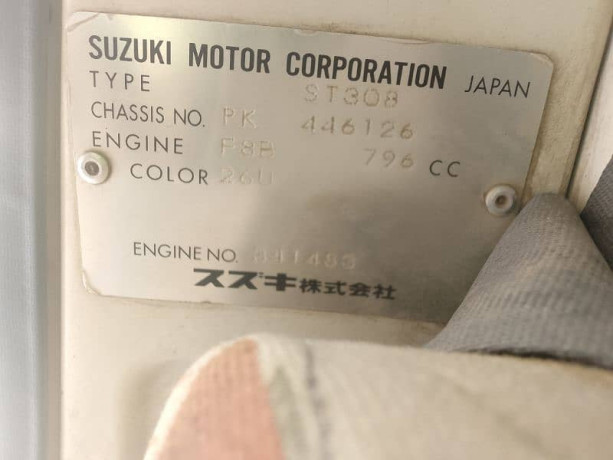 SUZUKI MOTOR CORPORATION JAPAN
TYPE ST308
CHASSIS NO. PK 446126
ENGINE F8B 796 CC
COLOR 26U
ENGINE NO.
スズキ株式会社